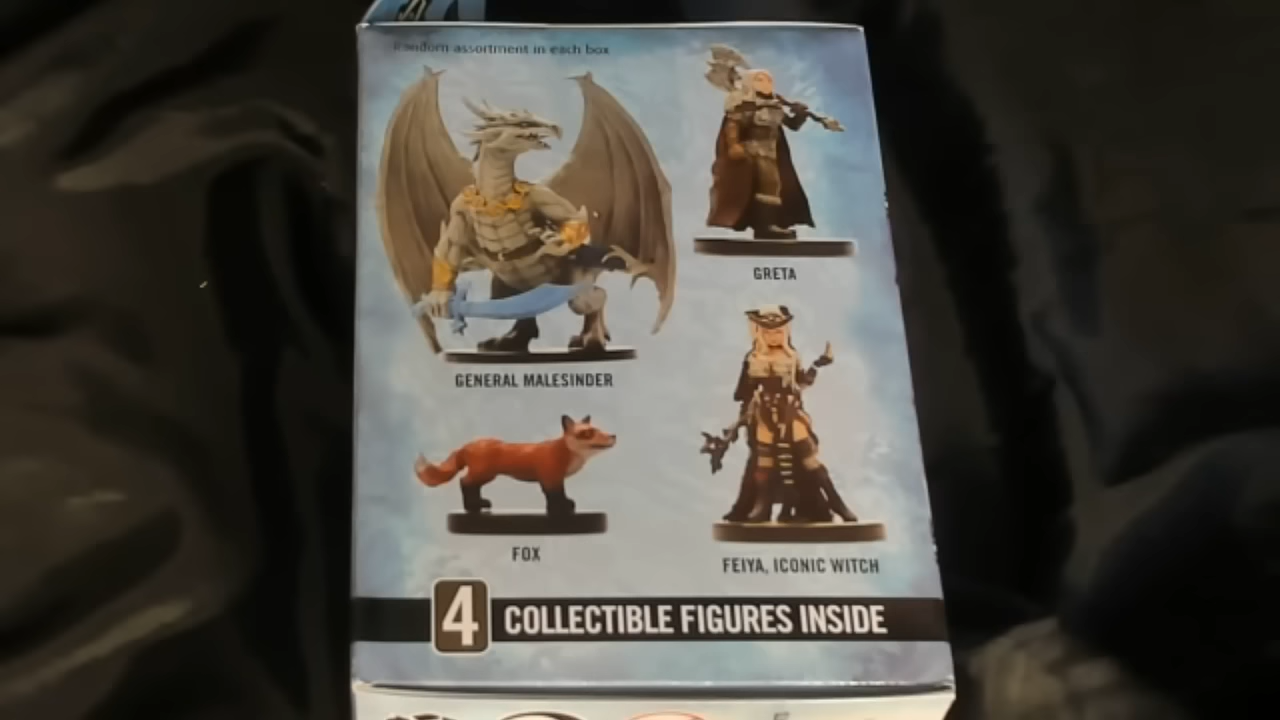 Random assortment in each box
GRETA
GENERAL MALESINDER
FOX
FEIYA, ICONIC WITCH
4 COLLECTIBLE FIGURES INSIDE